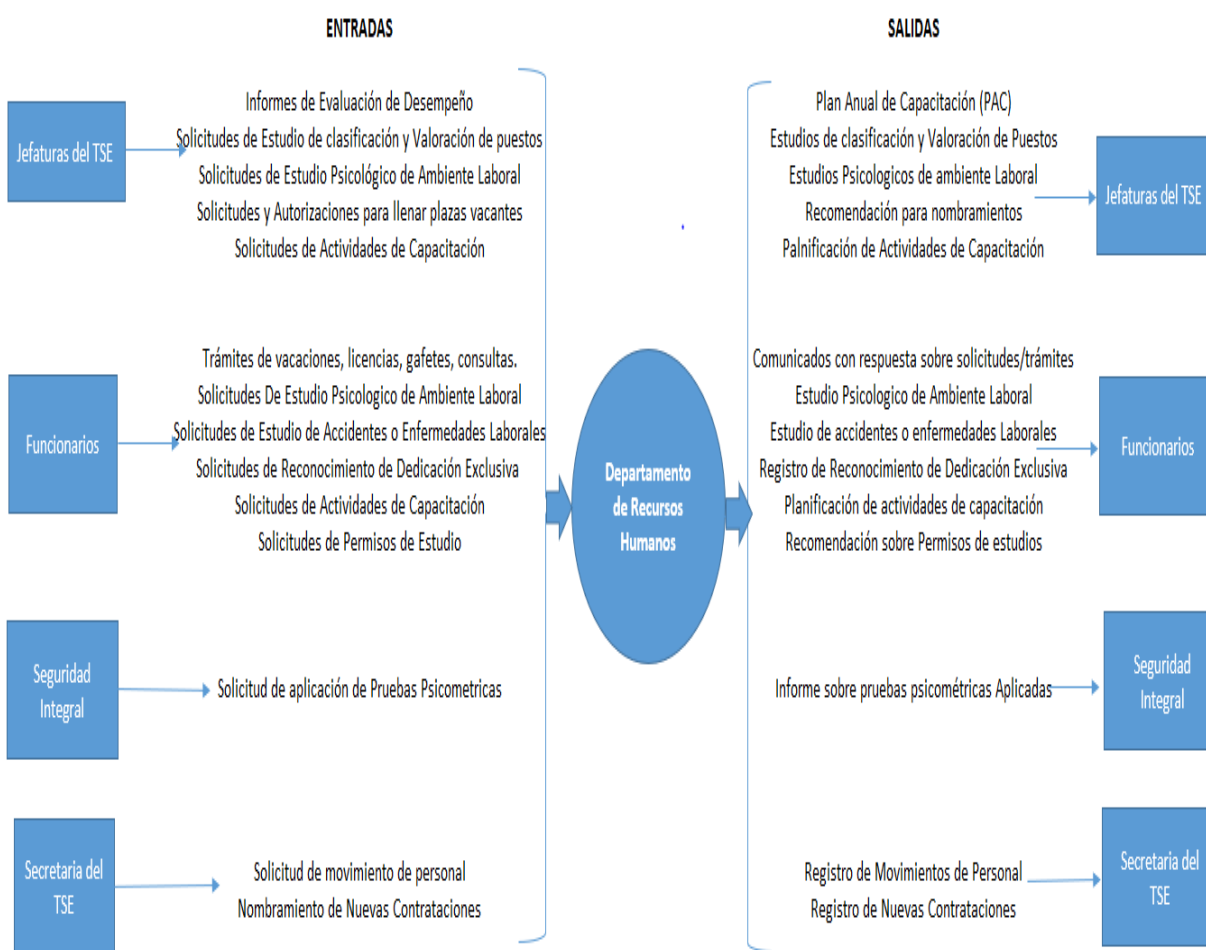 ENTRADAS
SALIDAS
Jefaturas del TSE
Informes de Evaluación de Desempeño
Solicitudes de Estudio de clasificación y Valoración de puestos
Solicitudes de Estudio Psicológico de Ambiente Laboral
Solicitudes y Autorizaciones para llenar plazas vacantes
Solicitudes de Actividades de Capacitación
Plan Anual de Capacitación (PAC)
Estudios de clasificación y Valoración de Puestos
Estudios Psicologicos de ambiente Laboral
Recomendación para nombramientos
Palnificación de Actividades de Capacitación
Jefaturas del TSE
Funcionarios
Trámites de vacaciones, licencias, gafetes, consultas.
Solicitudes De Estudio Psicologico de Ambiente Laboral
Solicitudes de Estudio de Accidentes o Enfermedades Laborales
Solicitudes de Reconocimiento de Dedicación Exclusiva
Solicitudes de Actividades de Capacitación
Solicitudes de Permisos de Estudio
Departamento
de Recursos
Humanos
Comunicados con respuesta sobre solicitudes/trámites
Estudio Psicologico de Ambiente Laboral
Estudio de accidentes o enfermedades Laborales
Registro de Reconocimiento de Dedicación Exclusiva
Planificación de actividades de capacitación
Recomendación sobre Permisos de estudios
Funcionarios
Seguridad
Integral
Solicitud de aplicación de Pruebas Psicometricas
Informe sobre pruebas psicométricas Aplicadas
Seguridad
Integral
Secretaria del
TSE
Solicitud de movimiento de personal
Nombramiento de Nuevas Contrataciones
Registro de Movimientos de Personal
Registro de Nuevas Contrataciones
Secretaria del
TSE